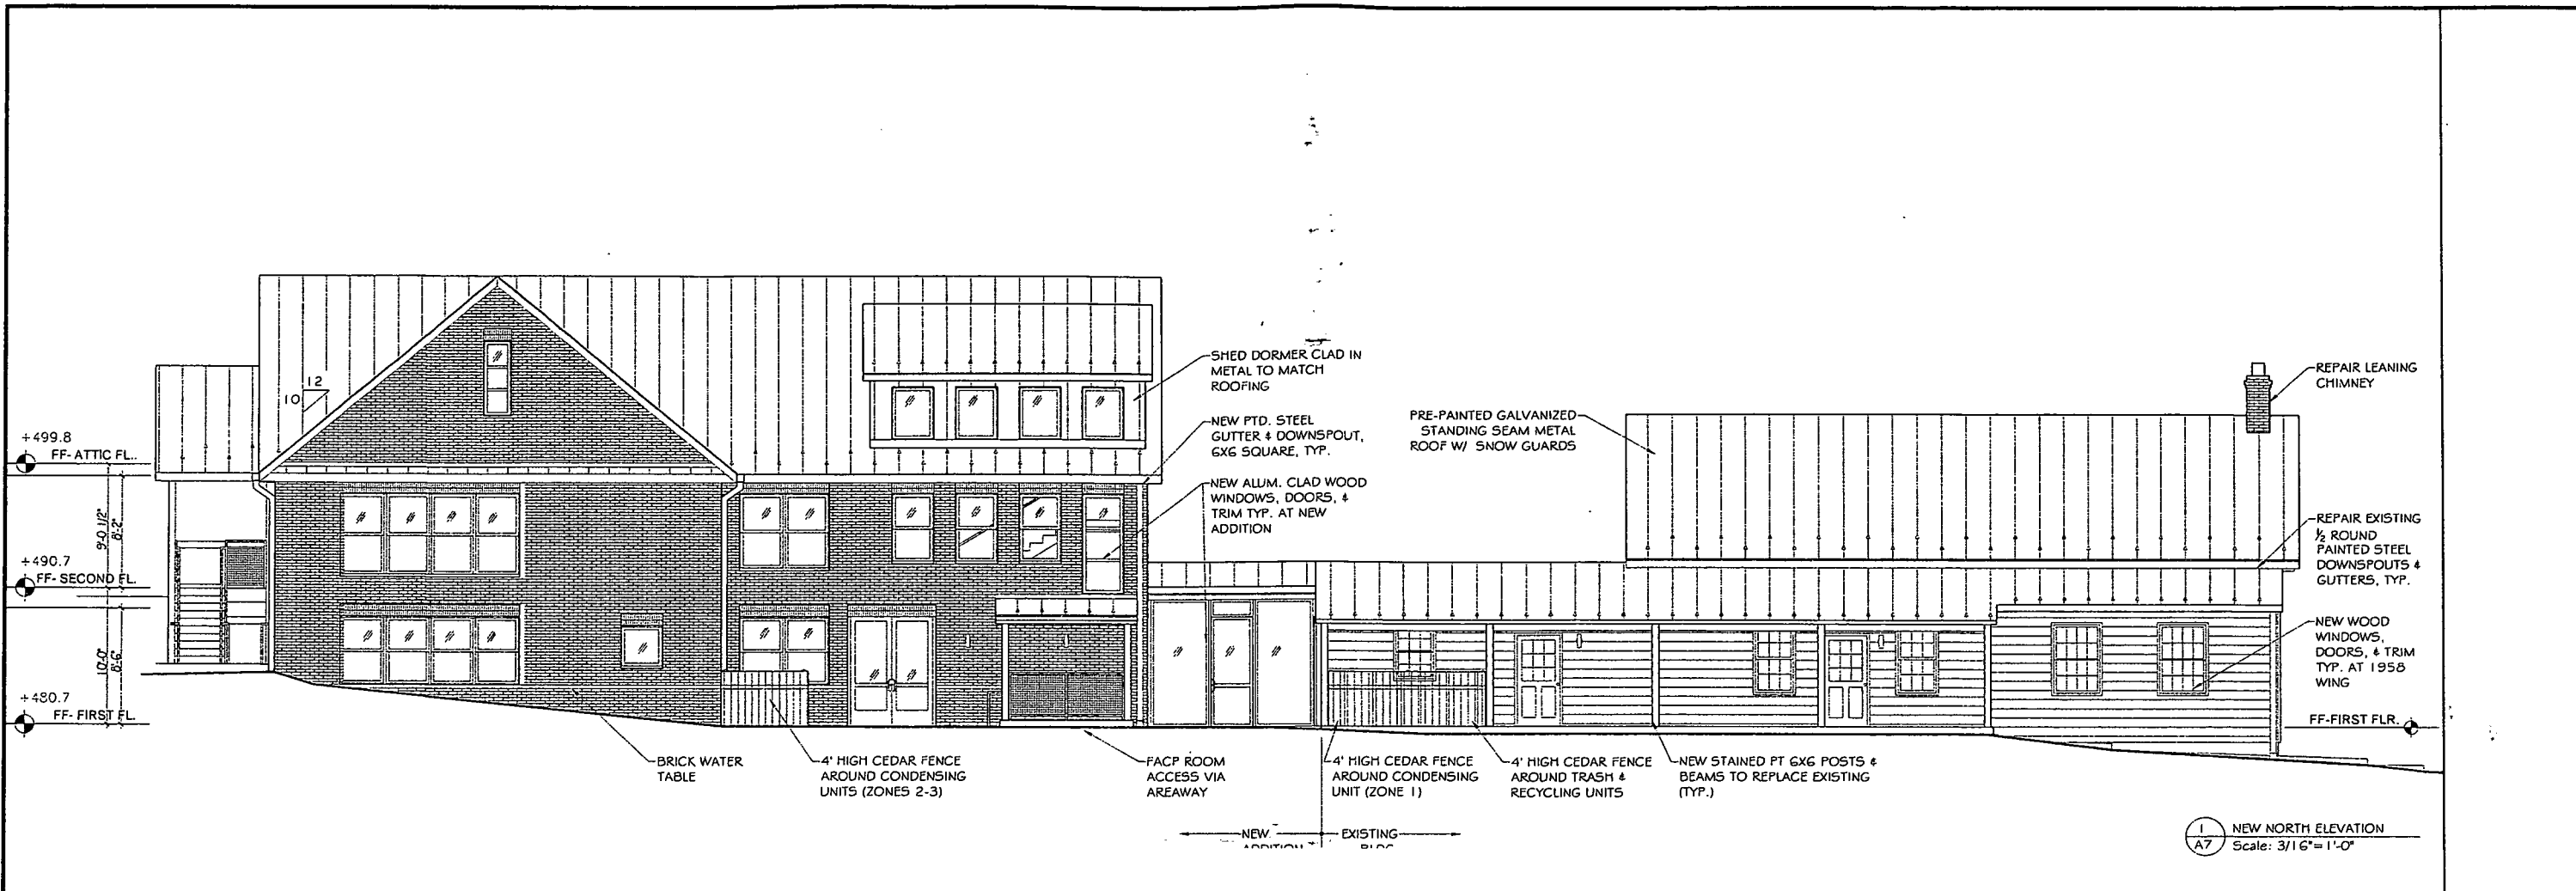 12
10
+499.8
FF- ATTIC FL.
9'-0 1/2"
8'-2"
+490.7
FF- SECOND FL.
10'-0"
8'-6"
+480.7
FF- FIRST FL.
SHED DORMER CLAD IN
METAL TO MATCH
ROOFING
NEW PTD. STEEL
GUTTER & DOWNSPOUT,
6X6 SQUARE, TYP.
NEW ALUM. CLAD WOOD
WINDOWS, DOORS, &
TRIM TYP. AT NEW
ADDITION
PRE-PAINTED GALVANIZED
STANDING SEAM METAL
ROOF W/ SNOW GUARDS
REPAIR LEANING
CHIMNEY
REPAIR EXISTING
½ ROUND
PAINTED STEEL
DOWNSPOUTS &
GUTTERS, TYP.
NEW WOOD
WINDOWS,
DOORS, & TRIM
TYP. AT 1958
WING
FF-FIRST FLR.
BRICK WATER
TABLE
4' HIGH CEDAR FENCE
AROUND CONDENSING
UNITS (ZONES 2-3)
FACP ROOM
ACCESS VIA
AREAWAY
4' HIGH CEDAR FENCE
AROUND CONDENSING
UNIT (ZONE 1)
4' HIGH CEDAR FENCE
AROUND TRASH &
RECYCLING UNITS
NEW STAINED PT 6X6 POSTS &
BEAMS TO REPLACE EXISTING
(TYP.)
NEW
ADDITION
EXISTING
BLDG
1
A7
NEW NORTH ELEVATION
Scale: 3/16"=1'-0"